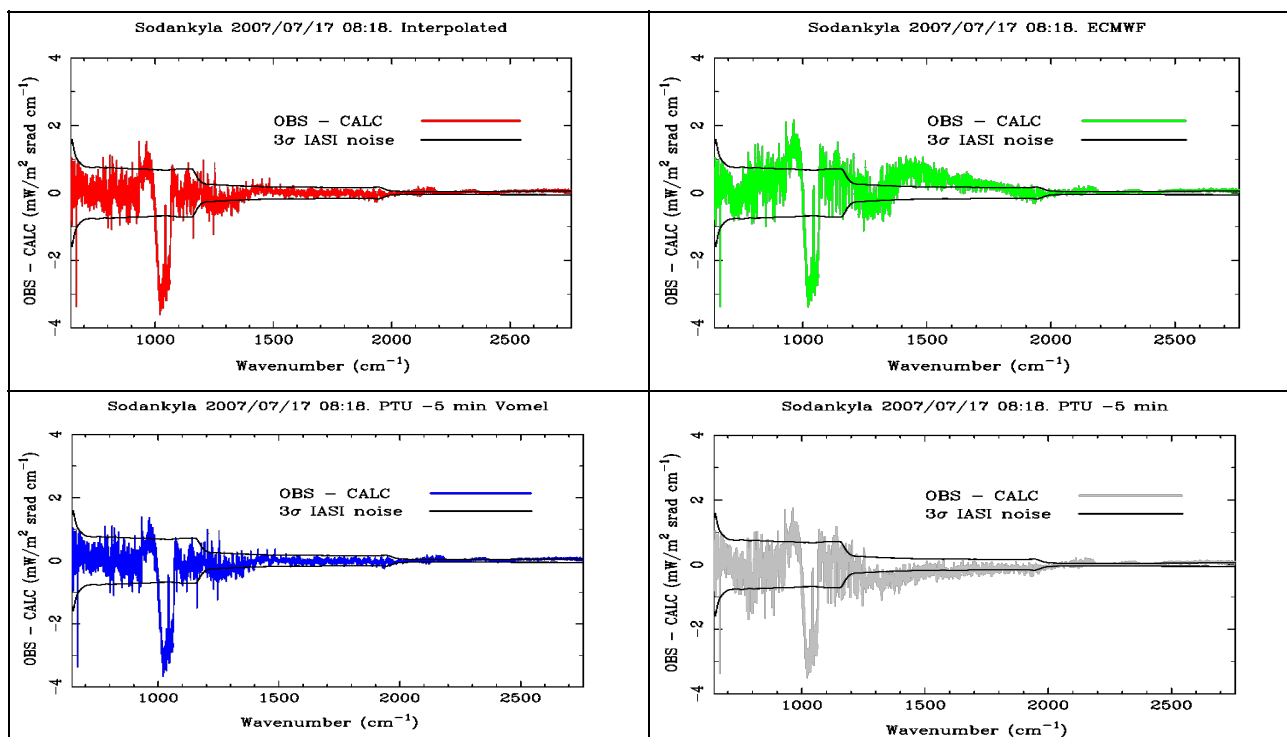 Sodankyla 2007/07/17 08:18. Interpolated
OBS - CALC (mW/m² srad cm⁻¹)
4
2
0
-2
-4
OBS - CALC
3σ IASI noise
1000 1500 2000 2500
Wavenumber (cm⁻¹)
Sodankyla 2007/07/17 08:18. ECMWF
OBS - CALC (mW/m² srad cm⁻¹)
4
2
0
-2
-4
OBS - CALC
3σ IASI noise
1000 1500 2000 2500
Wavenumber (cm⁻¹)
Sodankyla 2007/07/17 08:18. PTU -5 min Vomel
OBS - CALC (mW/m² srad cm⁻¹)
4
2
0
-2
-4
OBS - CALC
3σ IASI noise
1000 1500 2000 2500
Wavenumber (cm⁻¹)
Sodankyla 2007/07/17 08:18. PTU -5 min
OBS - CALC (mW/m² srad cm⁻¹)
4
2
0
-2
-4
OBS - CALC
3σ IASI noise
1000 1500 2000 2500
Wavenumber (cm⁻¹)